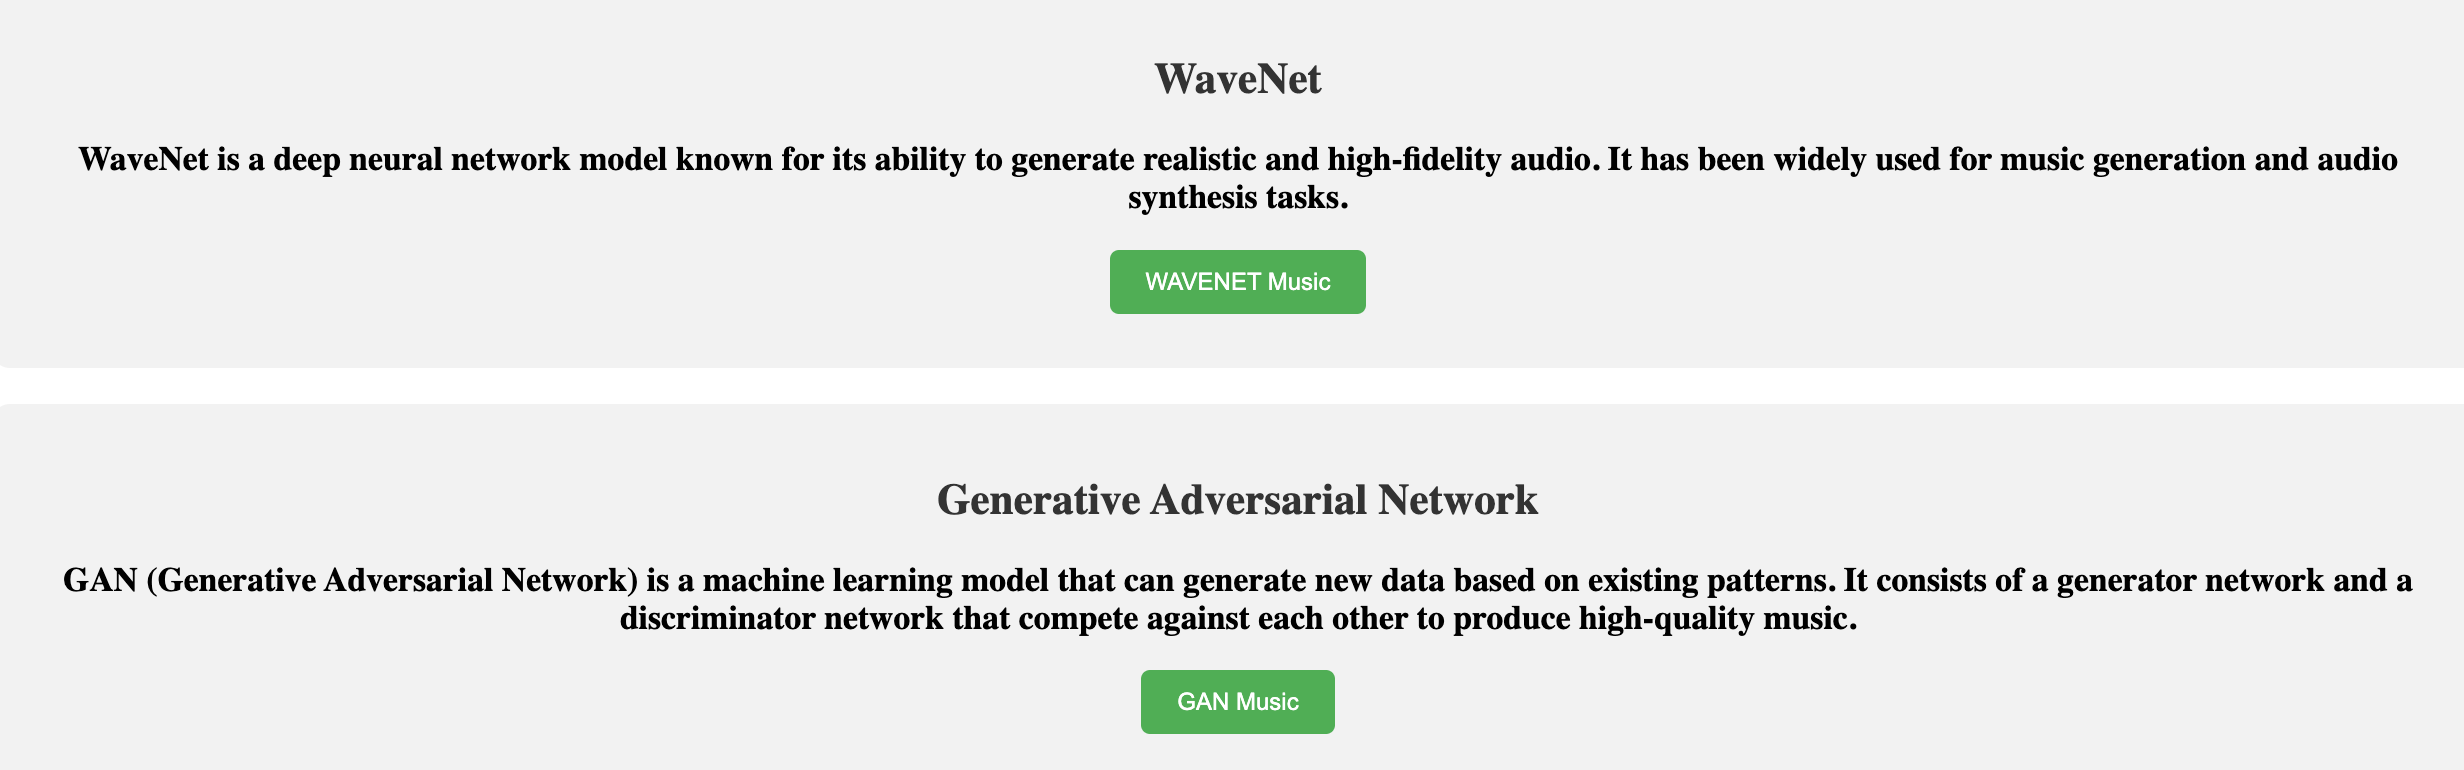 WaveNet
WaveNet is a deep neural network model known for its ability to generate realistic and high-fidelity audio. It has been widely used for music generation and audio
synthesis tasks.
WAVENET Music
Generative Adversarial Network
GAN (Generative Adversarial Network) is a machine learning model that can generate new data based on existing patterns. It consists of a generator network and a
discriminator network that compete against each other to produce high-quality music.
GAN Music